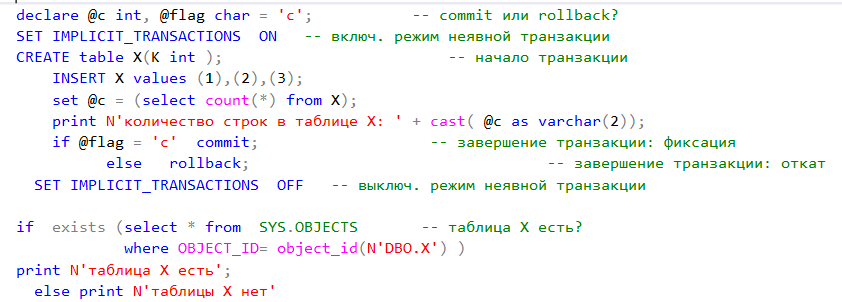 declare @c int, @flag char = 'c';           -- commit или rollback?
SET IMPLICIT_TRANSACTIONS  ON   -- включ. режим неявной транзакции
CREATE table X(K int );                         -- начало транзакции
    INSERT X values (1),(2),(3);
    set @c = (select count(*) from X);
    print N'количество строк в таблице X: ' + cast( @c as varchar(2));
    if @flag = 'c'  commit;                   -- завершение транзакции: фиксация
          else   rollback;                                 -- завершение транзакции: откат
  SET IMPLICIT_TRANSACTIONS  OFF   -- выключ. режим неявной транзакции

if  exists (select * from  SYS.OBJECTS       -- таблица X есть?
            where OBJECT_ID= object_id(N'DBO.X') )
print N'таблица X есть';
  else print N'таблицы X нет'